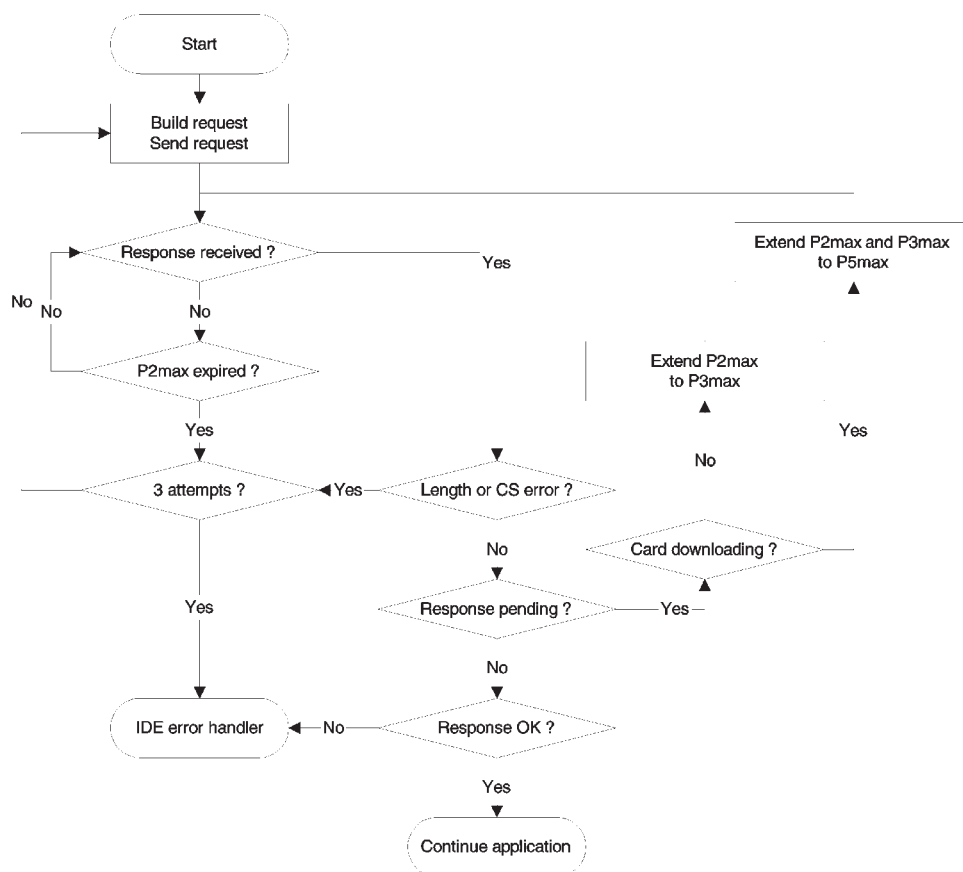 Start
Build request
Send request
Response received ?
Yes
Extend P2max and P3max
to P5max
No
No
No
P2max expired ?
Extend P2max
to P3max
Yes
Yes
No
3 attempts ?
Yes
Length or CS error ?
No
Card downloading ?
Yes
Response pending ?
Yes
No
IDE error handler
No
Response OK ?
Yes
Continue application